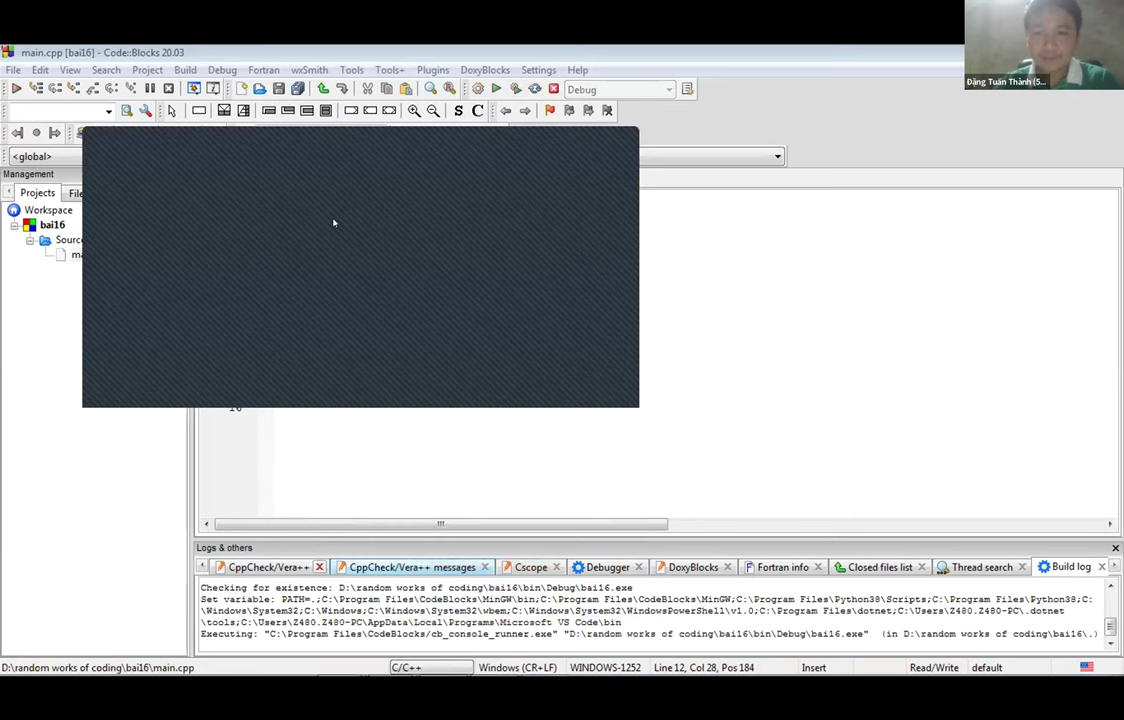 main.cpp [bai16] - Code::Blocks 20.03
Đặng Tuấn Thành (5...
File Edit View Search Project Build Debug Fortran wxSmith Tools Tools+ Plugins DoxyBlocks Settings Help
Debug
S C
<global>
Management
Projects
Workspace
bai16
16
Logs & others
CppCheck/Vera++ CppCheck/Vera++ messages Cscope Debugger DoxyBlocks Fortran info Closed files list Thread search Build log
Checking for existence: D:\random works of coding\bai16\bin\Debug\bai16.exe
Set variable: PATH=.;C:\Program Files\CodeBlocks\MinGW\bin;C:\Program Files\CodeBlocks\MinGW;C:\Program Files\Python38\Scripts;C:\Program Files\Python38;C:
\Windows\System32;C:\Windows;C:\Windows\System32\wbem;C:\Windows\System32\WindowsPowerShell\v1.0;C:\Program Files\dotnet;C:\Users\Z480.Z480-PC\.dotnet
\tools;C:\Users\Z480.Z480-PC\AppData\Local\Programs\Microsoft VS Code\bin
Executing: "C:\Program Files\CodeBlocks/cb_console_runner.exe" "D:\random works of coding\bai16\bin\Debug\bai16.exe" (in D:\random works of coding\bai16\.)
D:\random works of coding\bai16\main.cpp C/C++ Windows (CR+LF) WINDOWS-1252 Line 12, Col 28, Pos 184 Insert Read/Write default